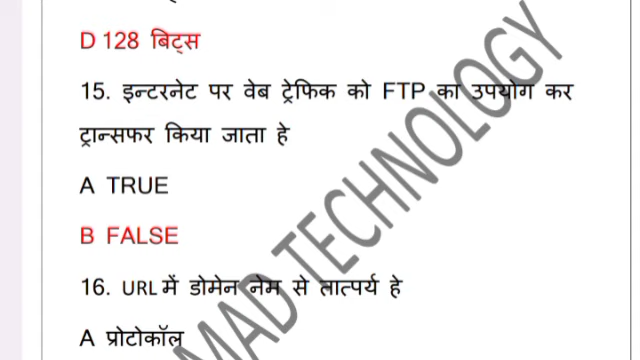 D 128 बिट्स
15. इन्टरनेट पर वेब ट्रेफिक को FTP का उपयोग कर
ट्रान्सफर किया जाता हे
A TRUE
B FALSE
16. URL में डोमेन नेम से तात्पर्य हे
A प्रोटोकॉल
MAD TECHNOLOGY